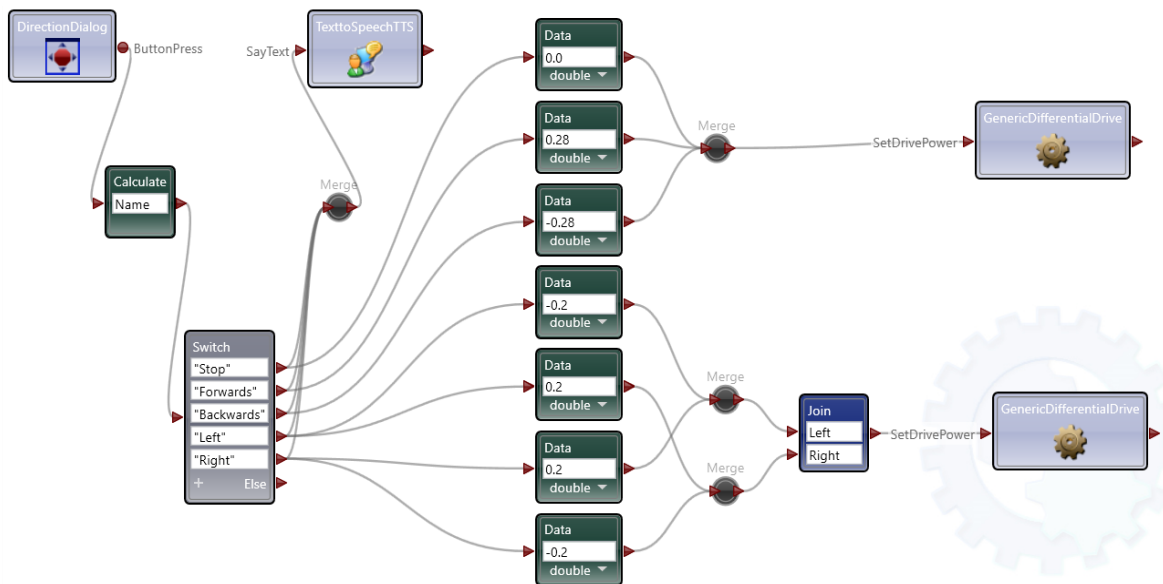 DirectionDialog
ButtonPress
SayText
TexttoSpeechTTS
Calculate
Name
Merge
Switch
"Stop"
"Forwards"
"Backwards"
"Left"
"Right"
+ Else
Data
0.0
double
Data
0.28
double
Data
-0.28
double
Data
-0.2
double
Data
0.2
double
Data
0.2
double
Data
-0.2
double
Merge
SetDrivePower
GenericDifferentialDrive
Merge
Merge
Join
Left
Right
SetDrivePower
GenericDifferentialDrive